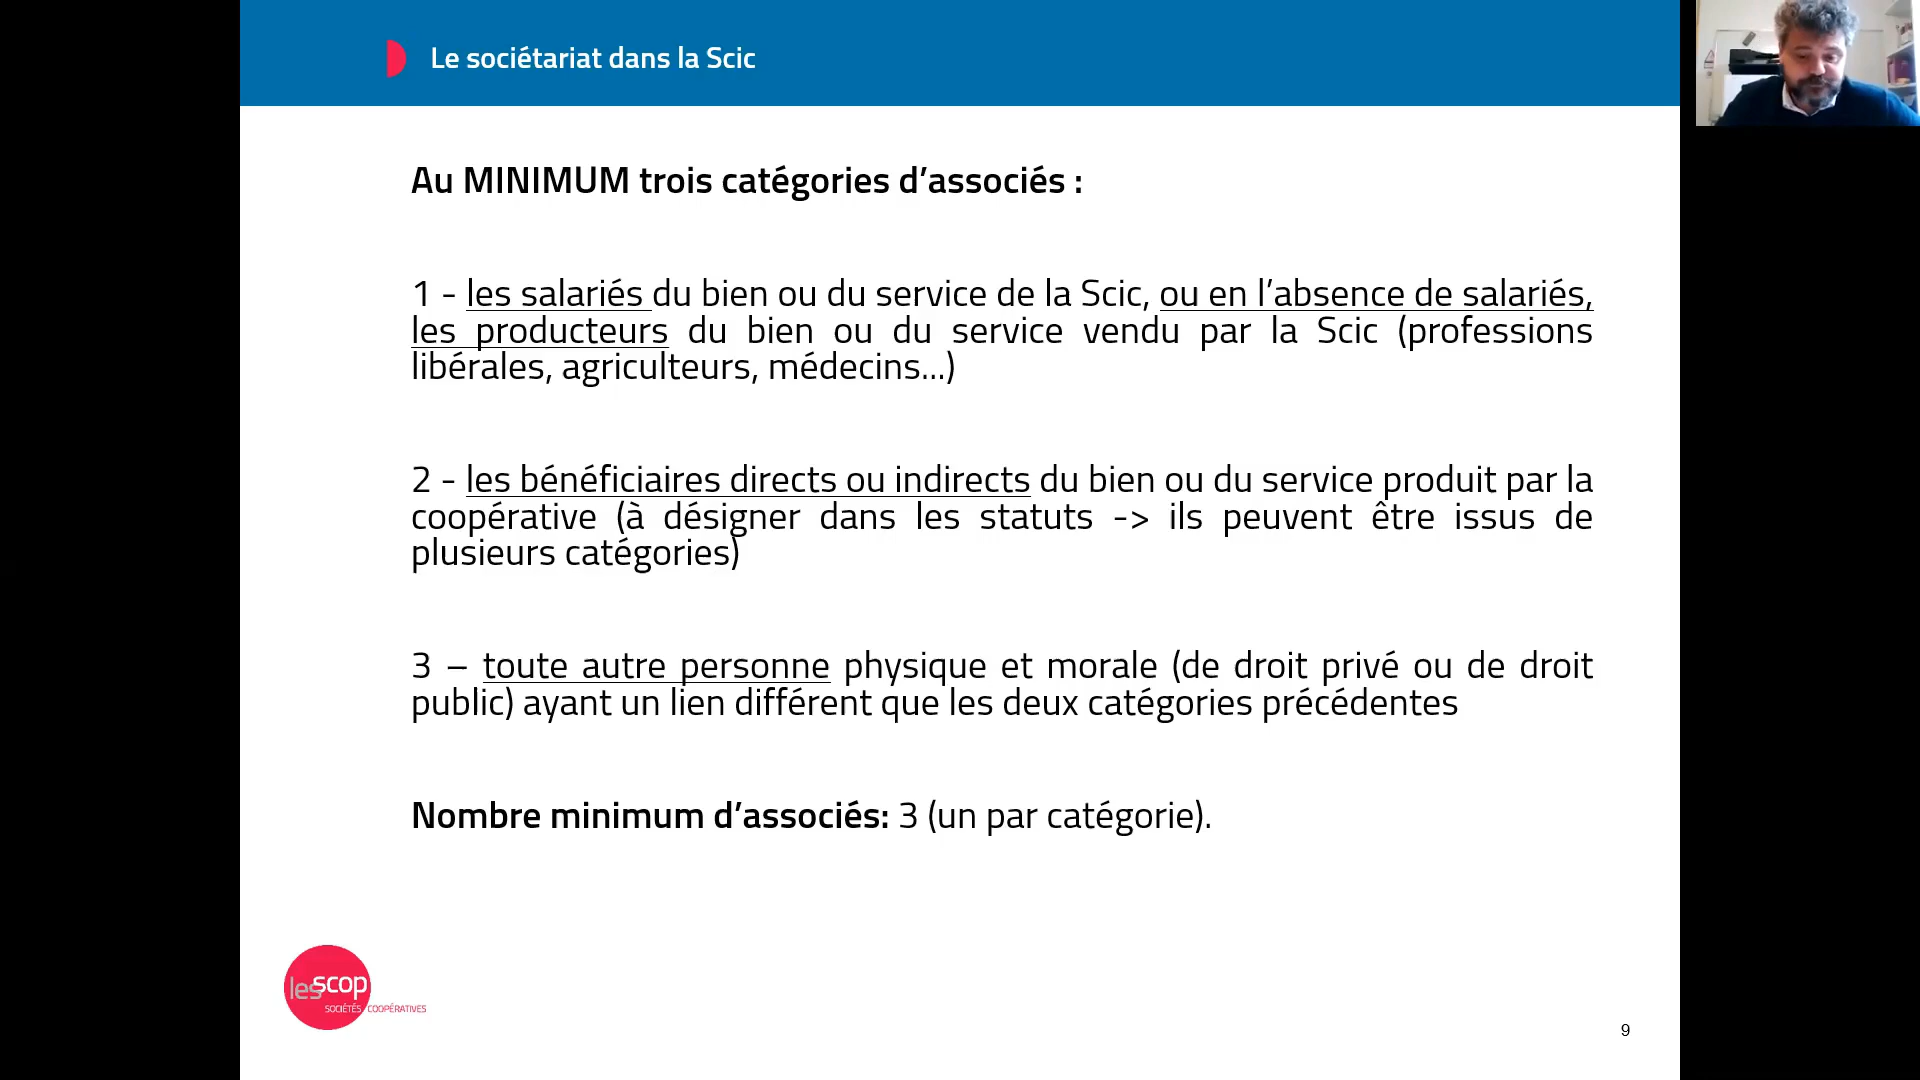 Le sociétariat dans la Scic
Au MINIMUM trois catégories d’associés :
1 - les salariés du bien ou du service de la Scic, ou en l’absence de salariés,
les producteurs du bien ou du service vendu par la Scic (professions
libérales, agriculteurs, médecins...)
2 - les bénéficiaires directs ou indirects du bien ou du service produit par la
coopérative (à désigner dans les statuts -> ils peuvent être issus de
plusieurs catégories)
3 – toute autre personne physique et morale (de droit privé ou de droit
public) ayant un lien différent que les deux catégories précédentes
Nombre minimum d’associés: 3 (un par catégorie).
les scop
SOCIÉTÉS COOPÉRATIVES
9